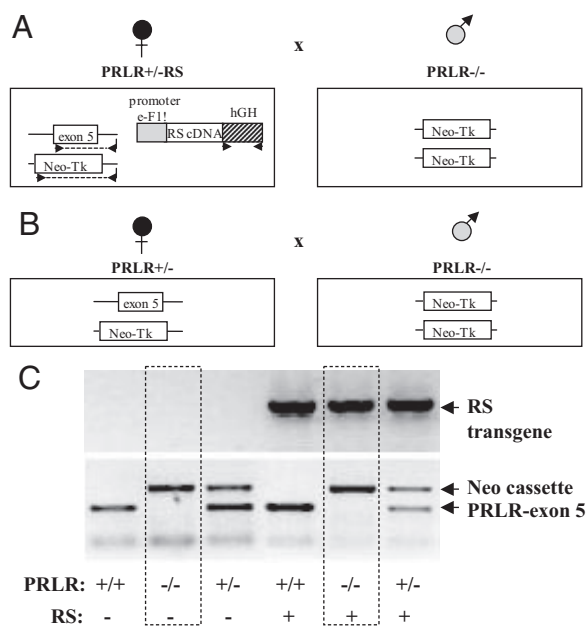 A
x
PRLR+/-RS
PRLR-/-
promoter
e-F1!
hGH
exon 5
RS cDNA
Neo-Tk
Neo-Tk
Neo-Tk
B
x
PRLR+/-
PRLR-/-
exon 5
Neo-Tk
Neo-Tk
Neo-Tk
C
RS
transgene
Neo cassette
PRLR-exon 5
PRLR: +/+ -/- +/- +/+ -/- +/-
RS: - - - + + +